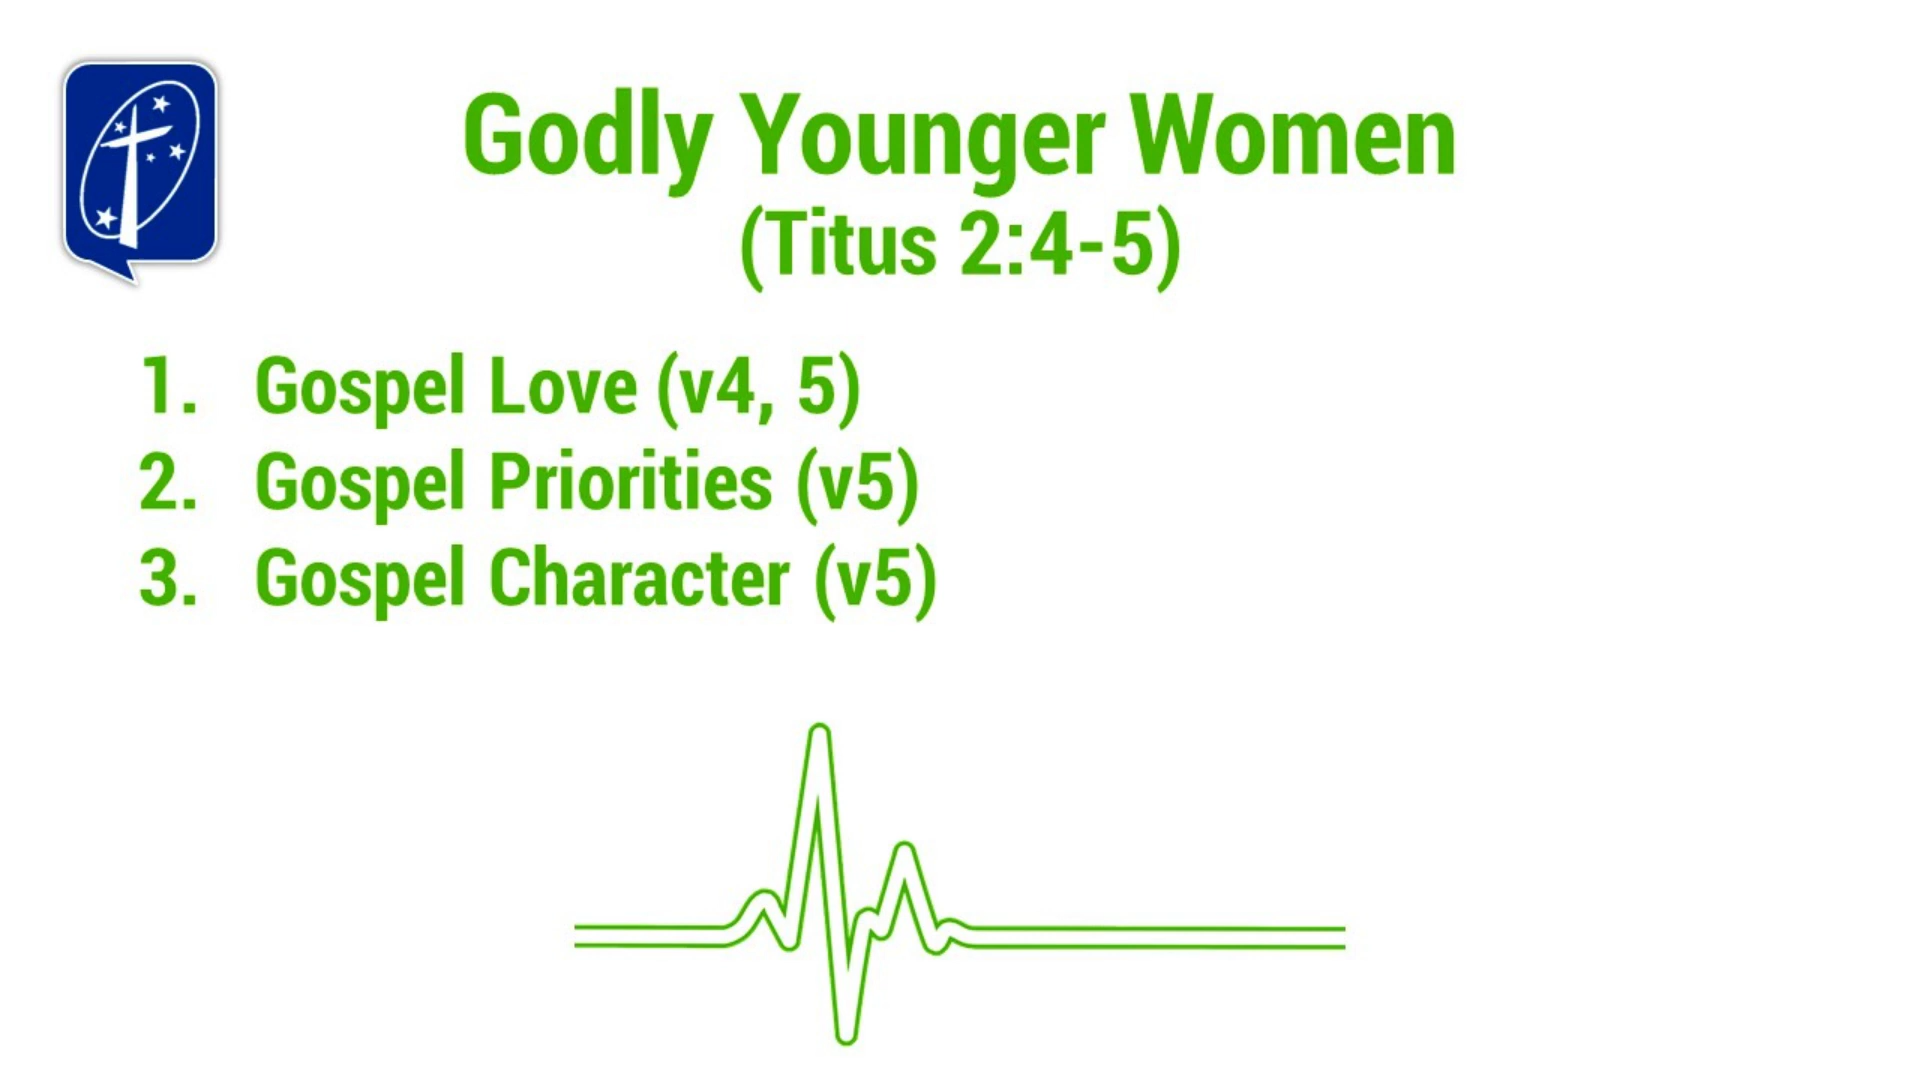 Godly Younger Women
(Titus 2:4-5)
1. Gospel Love (v4, 5)
2. Gospel Priorities (v5)
3. Gospel Character (v5)